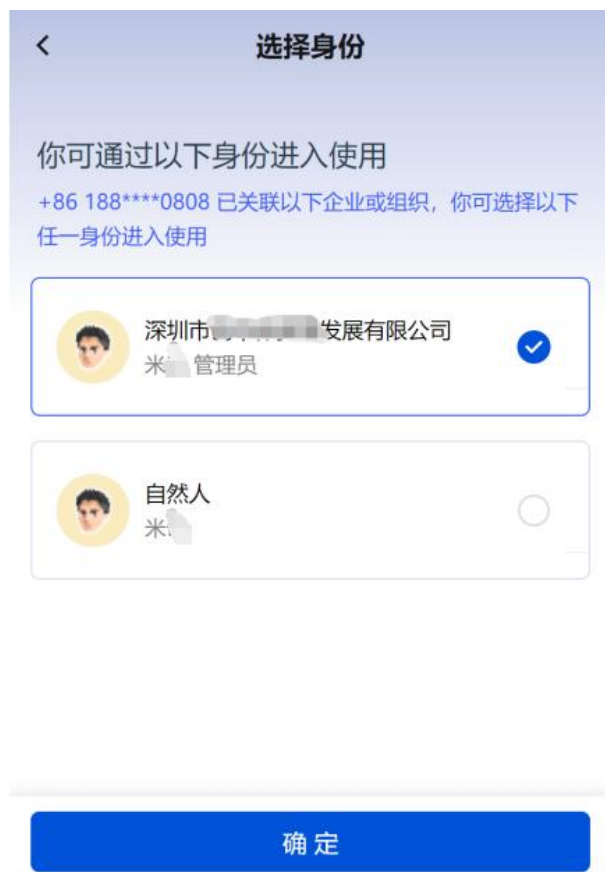 选择身份
你可通过以下身份进入使用
+86 188****0808 已关联以下企业或组织，你可选择以下
任一身份进入使用
深圳市 发展有限公司
米 管理员
自然人
米
确定